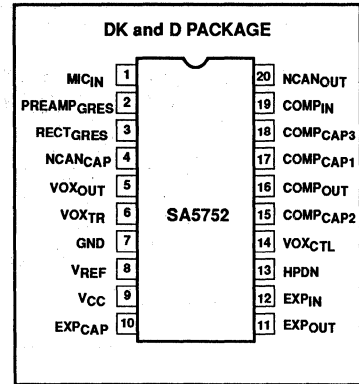 DK and D PACKAGE
MICIN 1 20 NCANOUT
PREAMPGRES 2 19 COMPIN
RECTGRES 3 18 COMPCAP3
NCANCAP 4 17 COMPCAP1
VOXOUT 5 16 COMPOUT
VOXTR 6 SA5752 15 COMPCAP2
GND 7 14 VOXCTL
VREF 8 13 HPDN
VCC 9 12 EXPIN
EXPCAP 10 11 EXPOUT